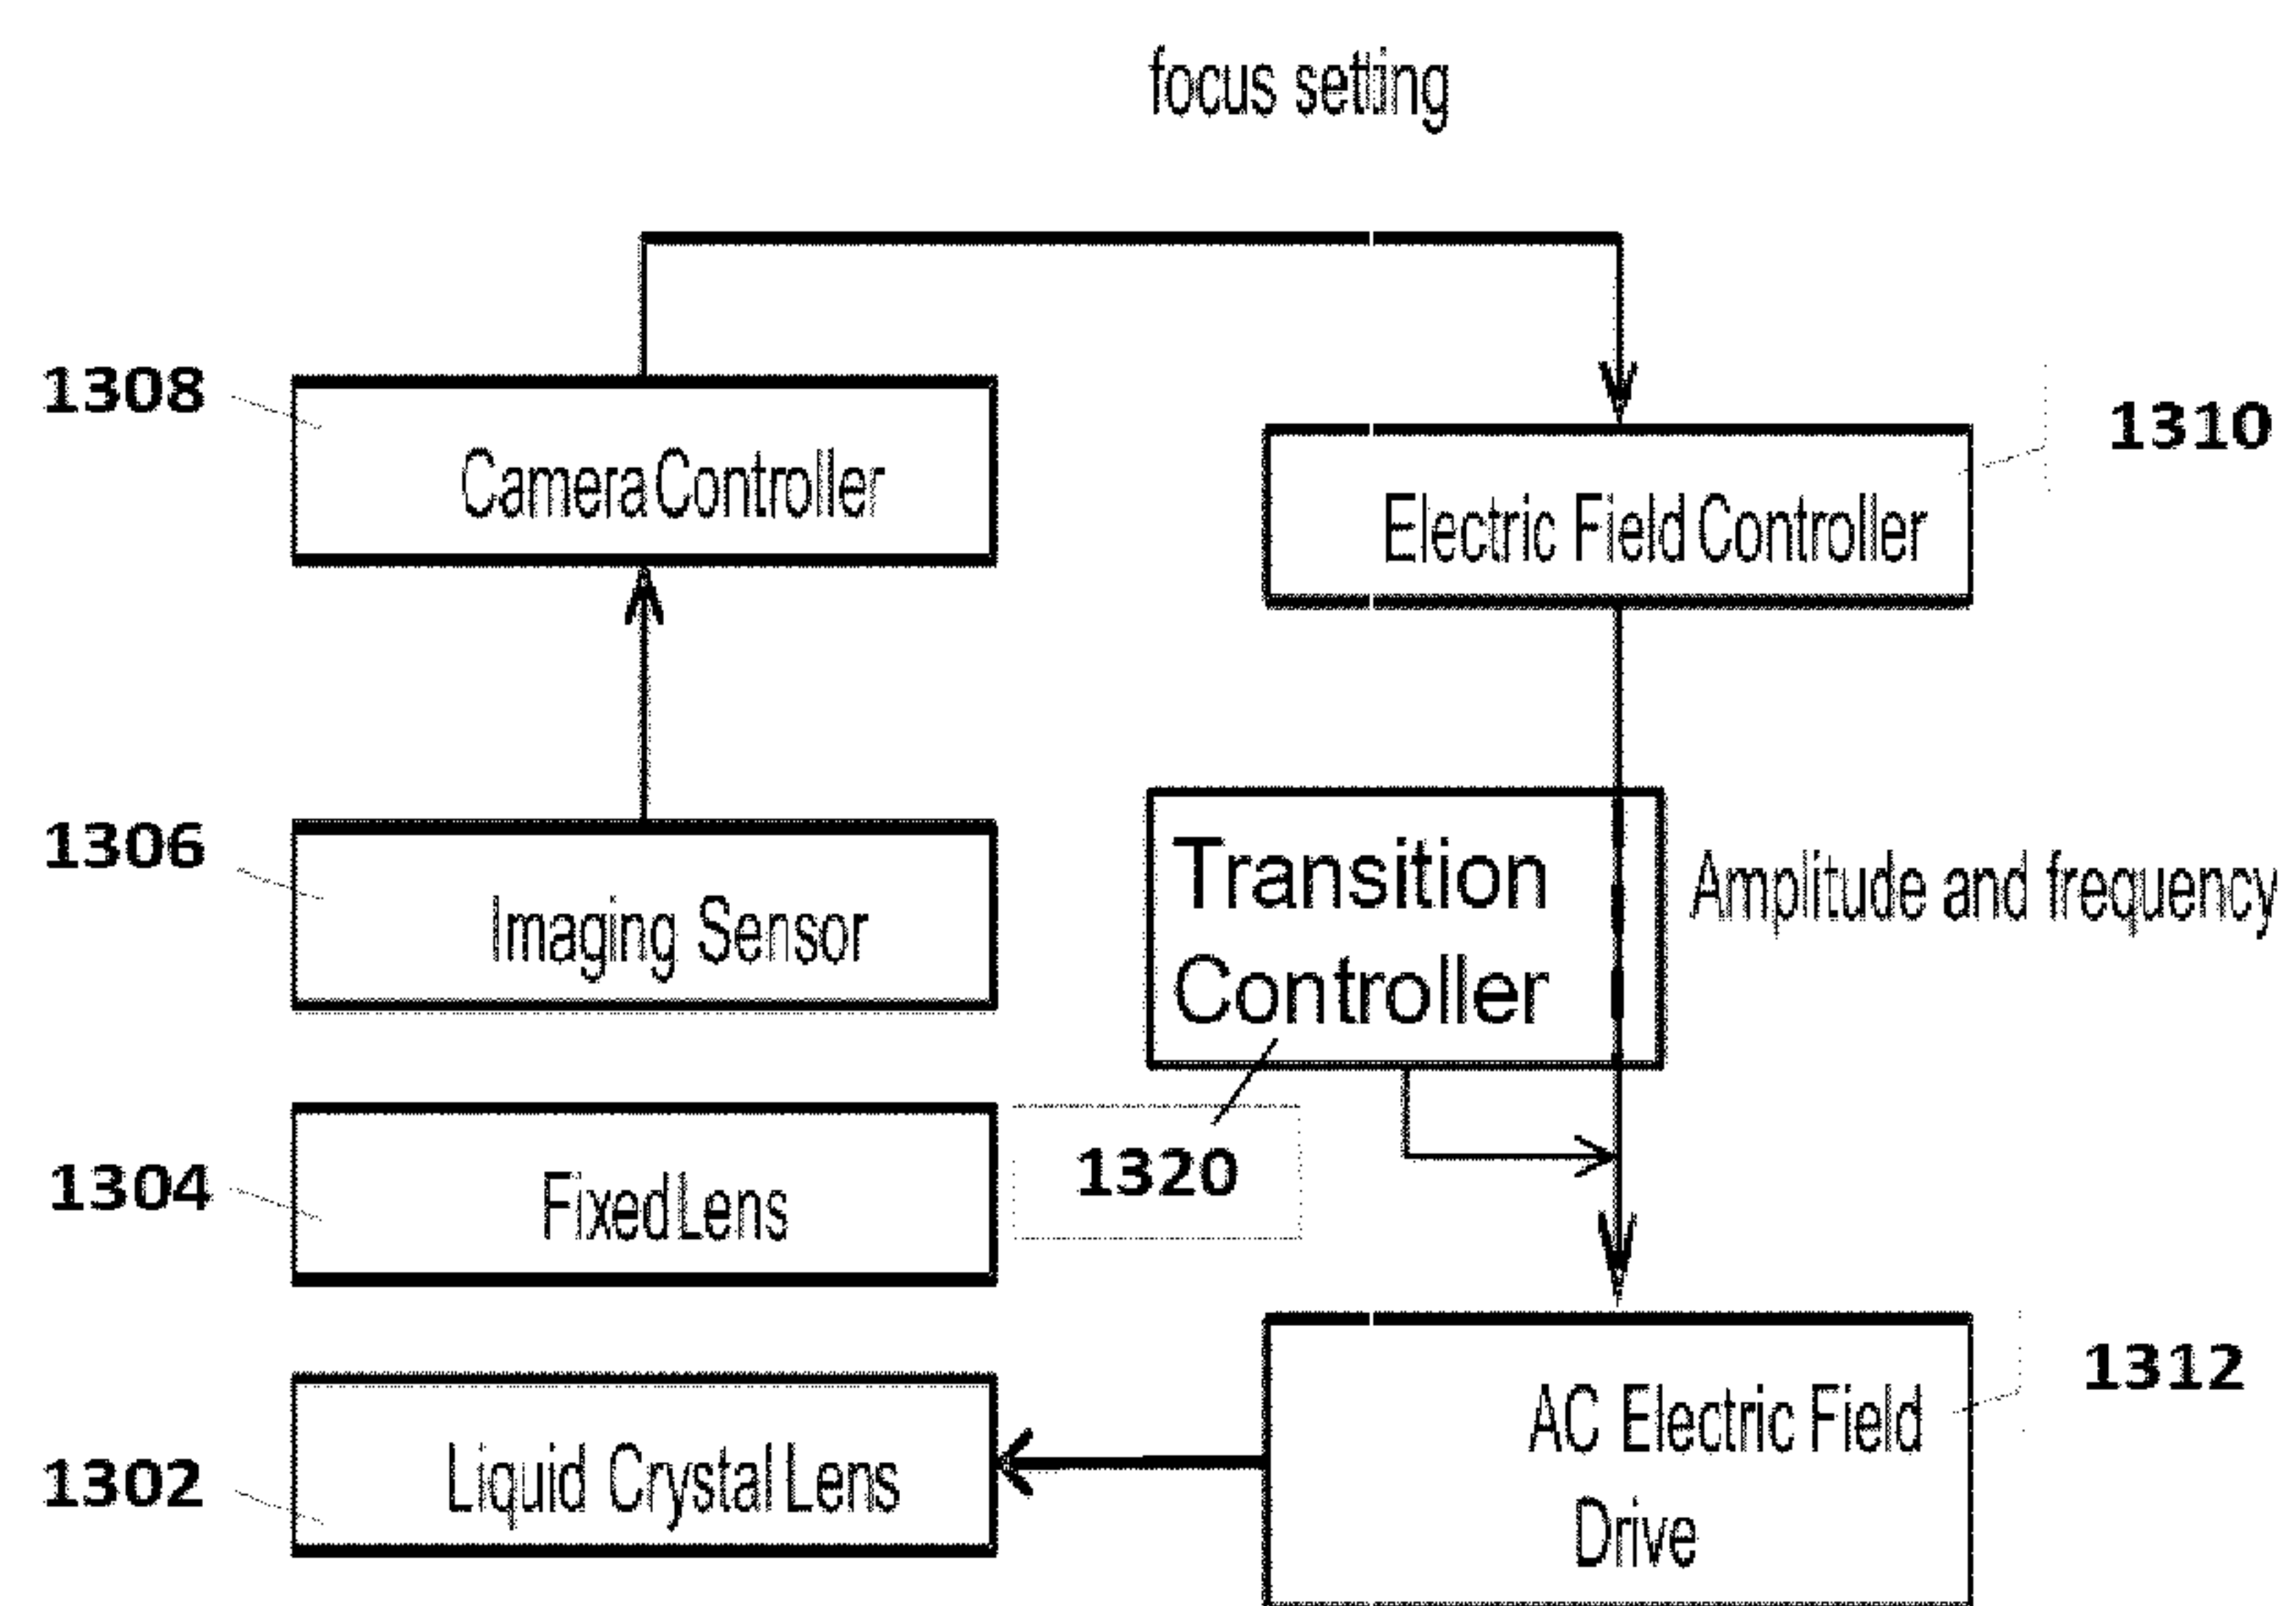 focus setting
1308
Camera Controller
1310
Electric Field Controller
1306
Imaging Sensor
Transition
Controller
Amplitude and frequency
1304
Fixed Lens
1320
1302
Liquid Crystal Lens
1312
AC Electric Field
Drive